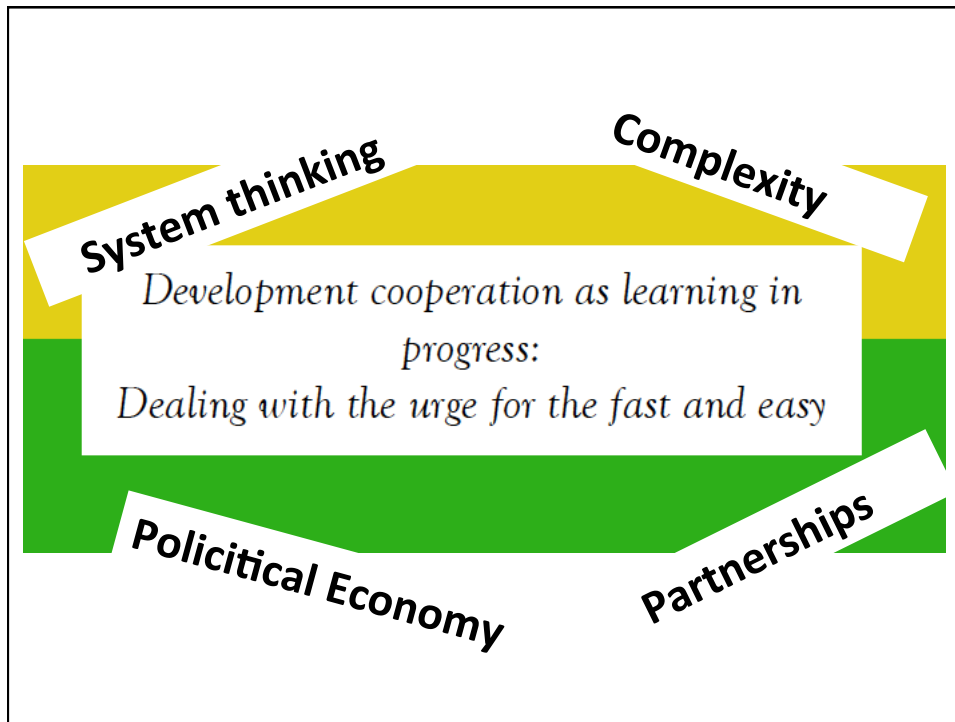 System thinking
Complexity
Development cooperation as learning in
progress:
Dealing with the urge for the fast and easy
Policitical Economy
Partnerships